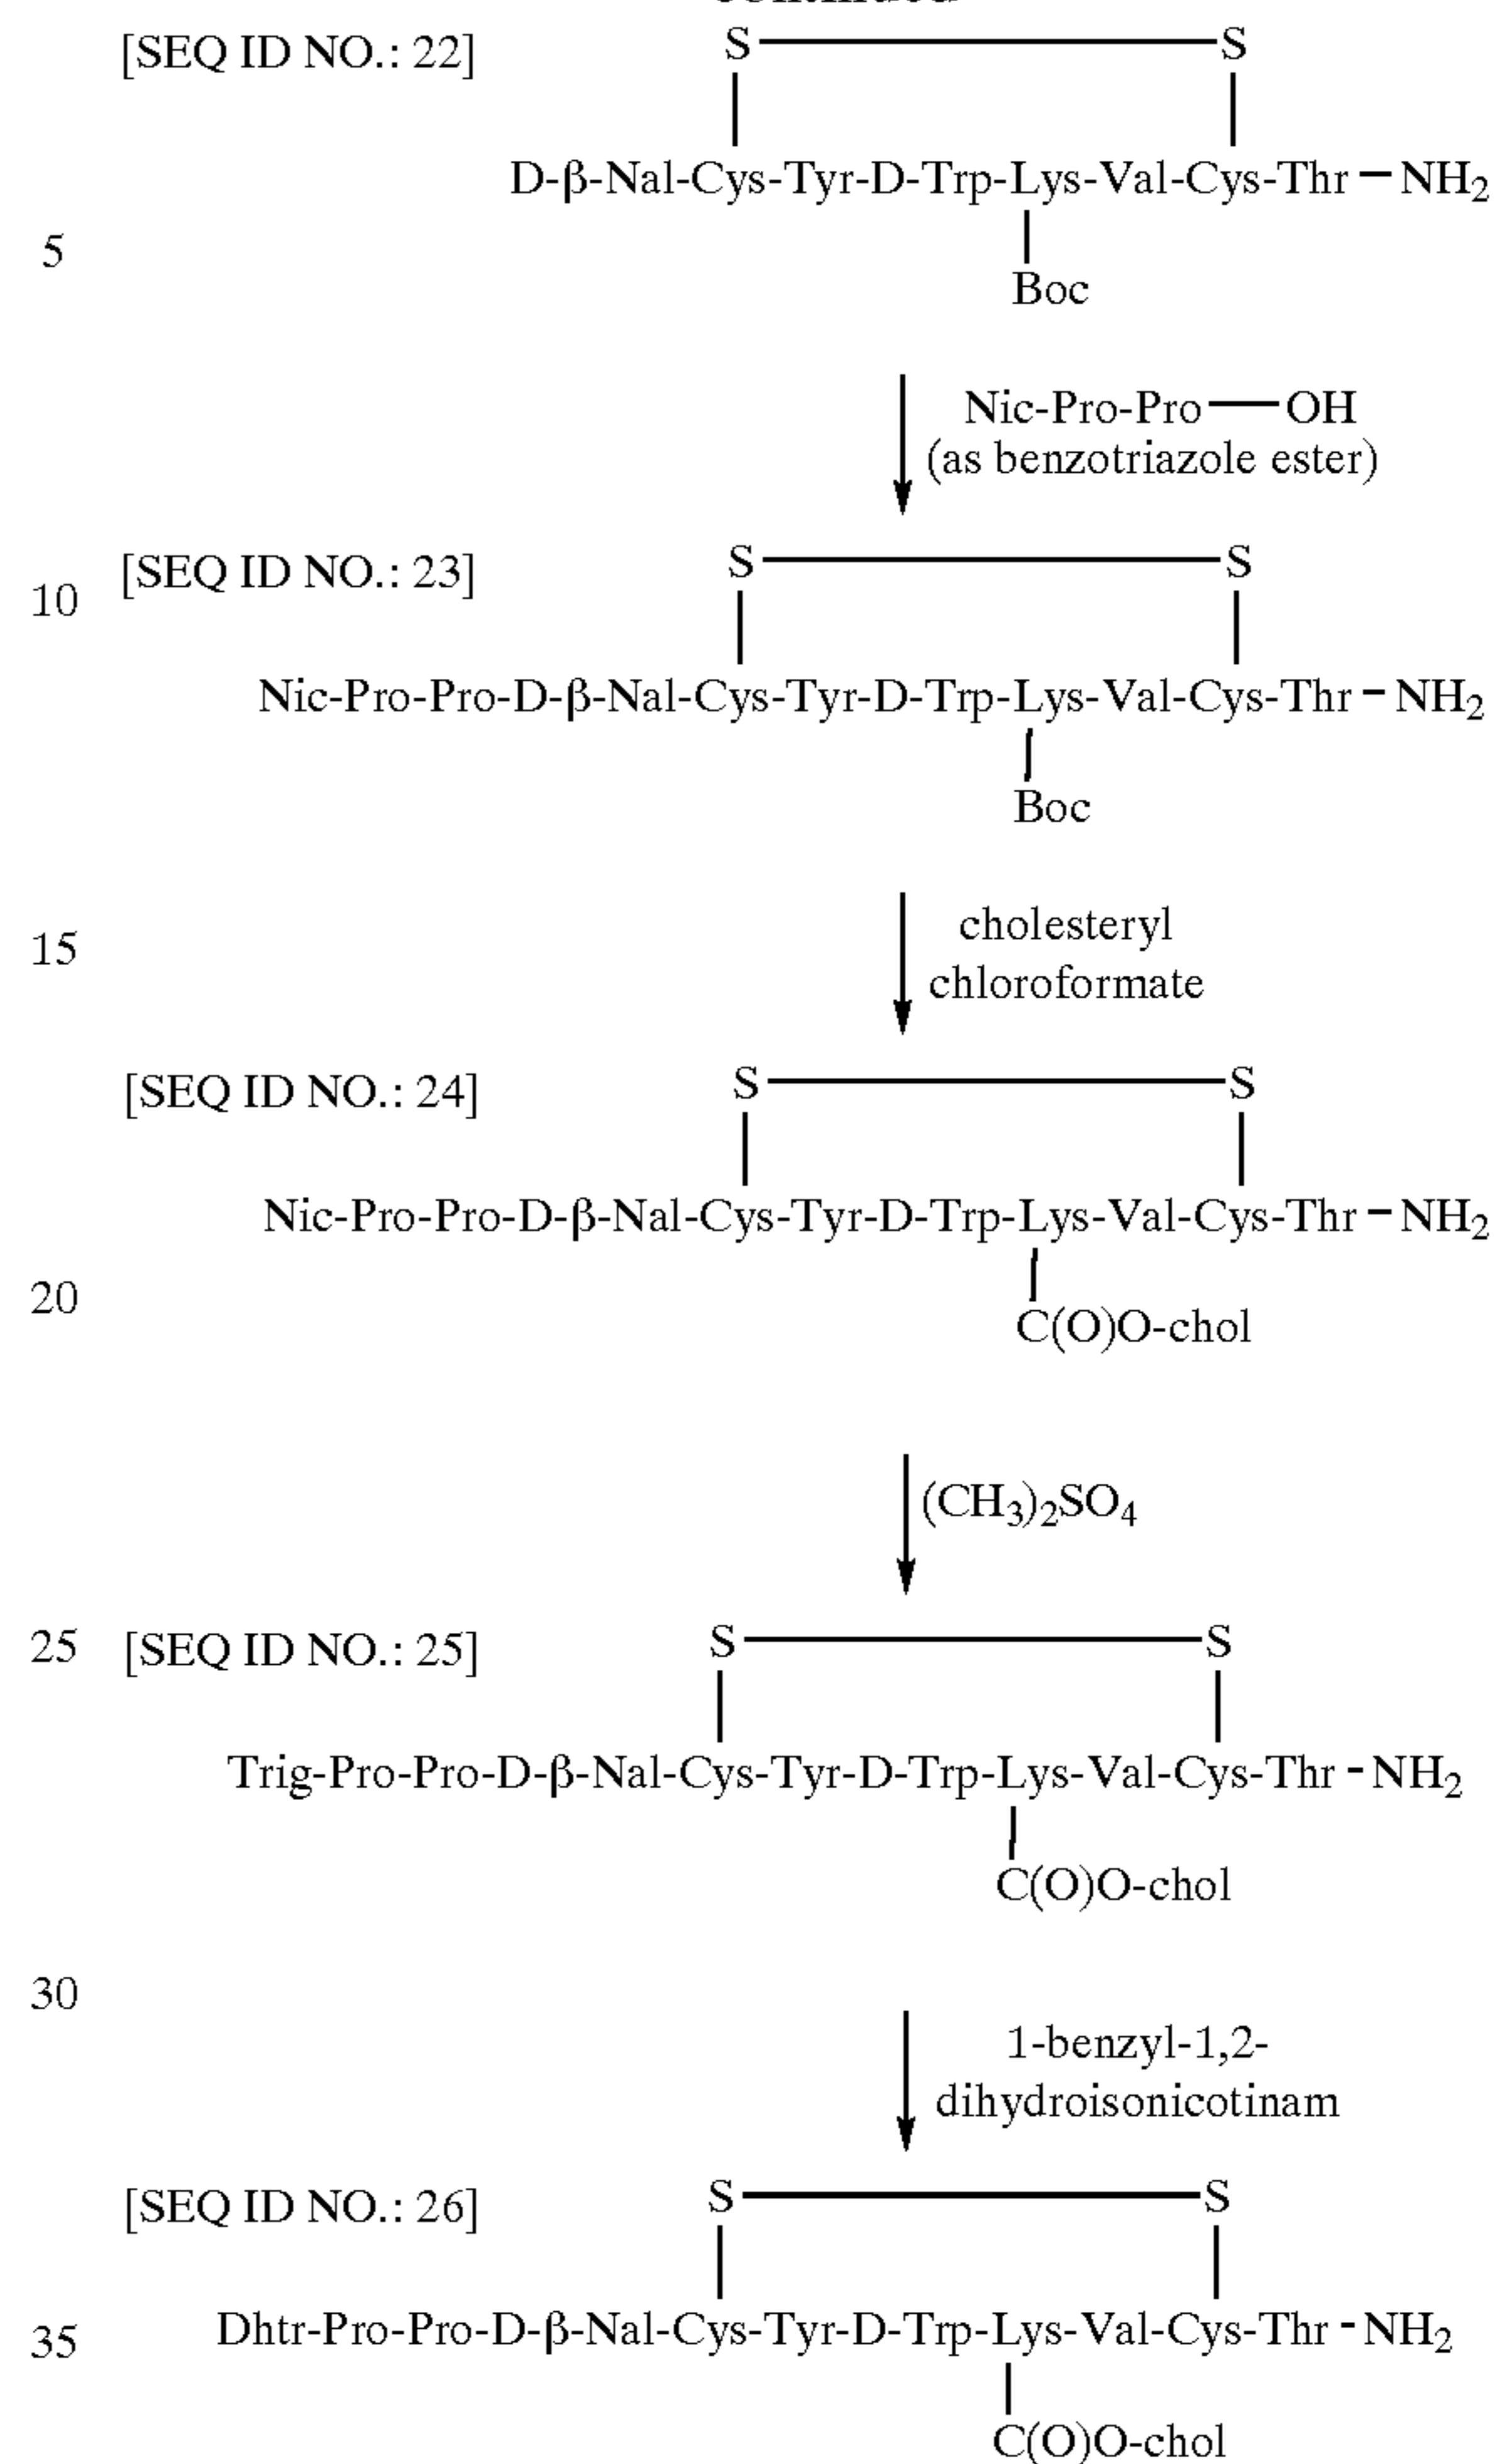 [SEQ ID NO.: 22]
S S
D-β-Nal-Cys-Tyr-D-Trp-Lys-Val-Cys-Thr — NH2
5
Boc
Nic-Pro-Pro — OH
(as benzotriazole ester)
[SEQ ID NO.: 23]
S S
10
Nic-Pro-Pro-D-β-Nal-Cys-Tyr-D-Trp-Lys-Val-Cys-Thr — NH2
Boc
cholesteryl
15
chloroformate
[SEQ ID NO.: 24]
S S
Nic-Pro-Pro-D-β-Nal-Cys-Tyr-D-Trp-Lys-Val-Cys-Thr — NH2
20
C(O)O-chol
(CH3)2SO4
25
[SEQ ID NO.: 25]
S S
Trig-Pro-Pro-D-β-Nal-Cys-Tyr-D-Trp-Lys-Val-Cys-Thr - NH2
C(O)O-chol
30
1-benzyl-1,2-
dihydroisonicotinam
[SEQ ID NO.: 26]
S S
35
Dhtr-Pro-Pro-D-β-Nal-Cys-Tyr-D-Trp-Lys-Val-Cys-Thr - NH2
C(O)O-chol